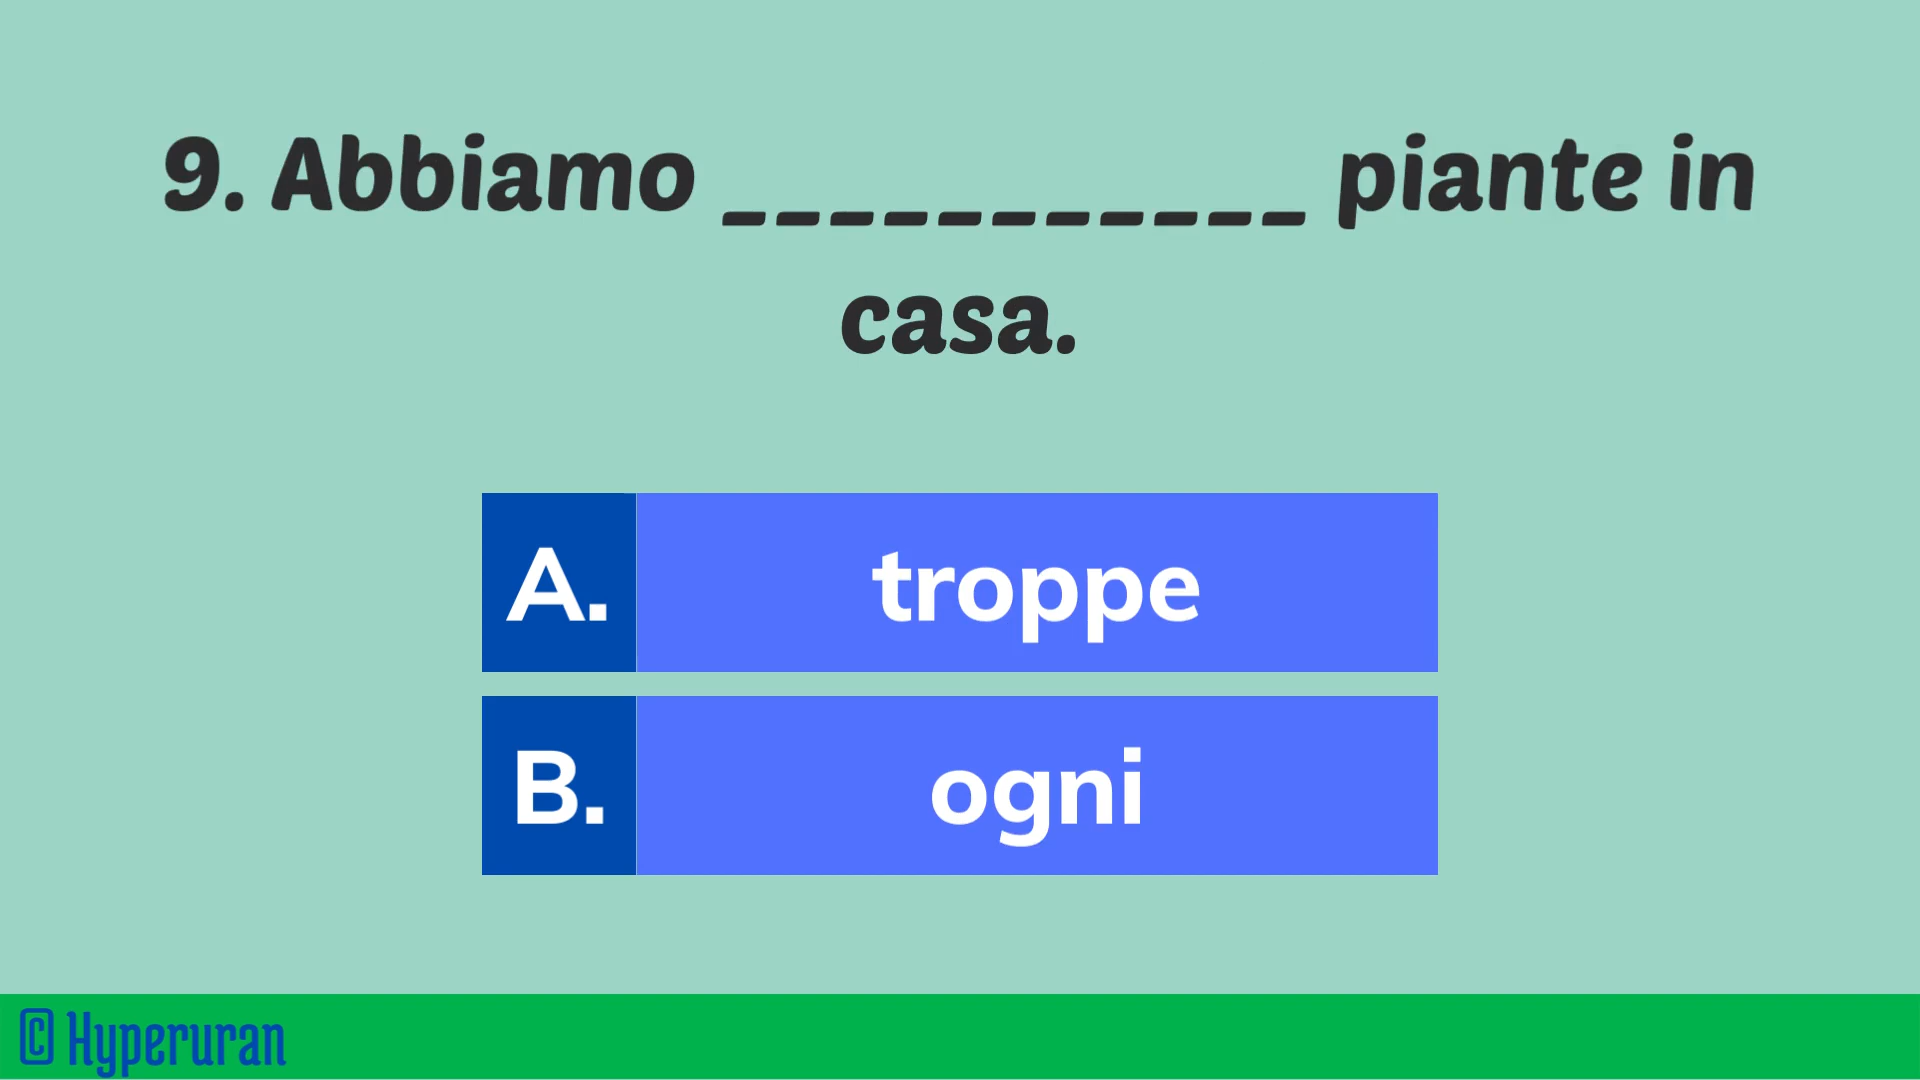 9. Abbiamo ___________ piante in
casa.
A. troppe
B. ogni
© Hyperuran